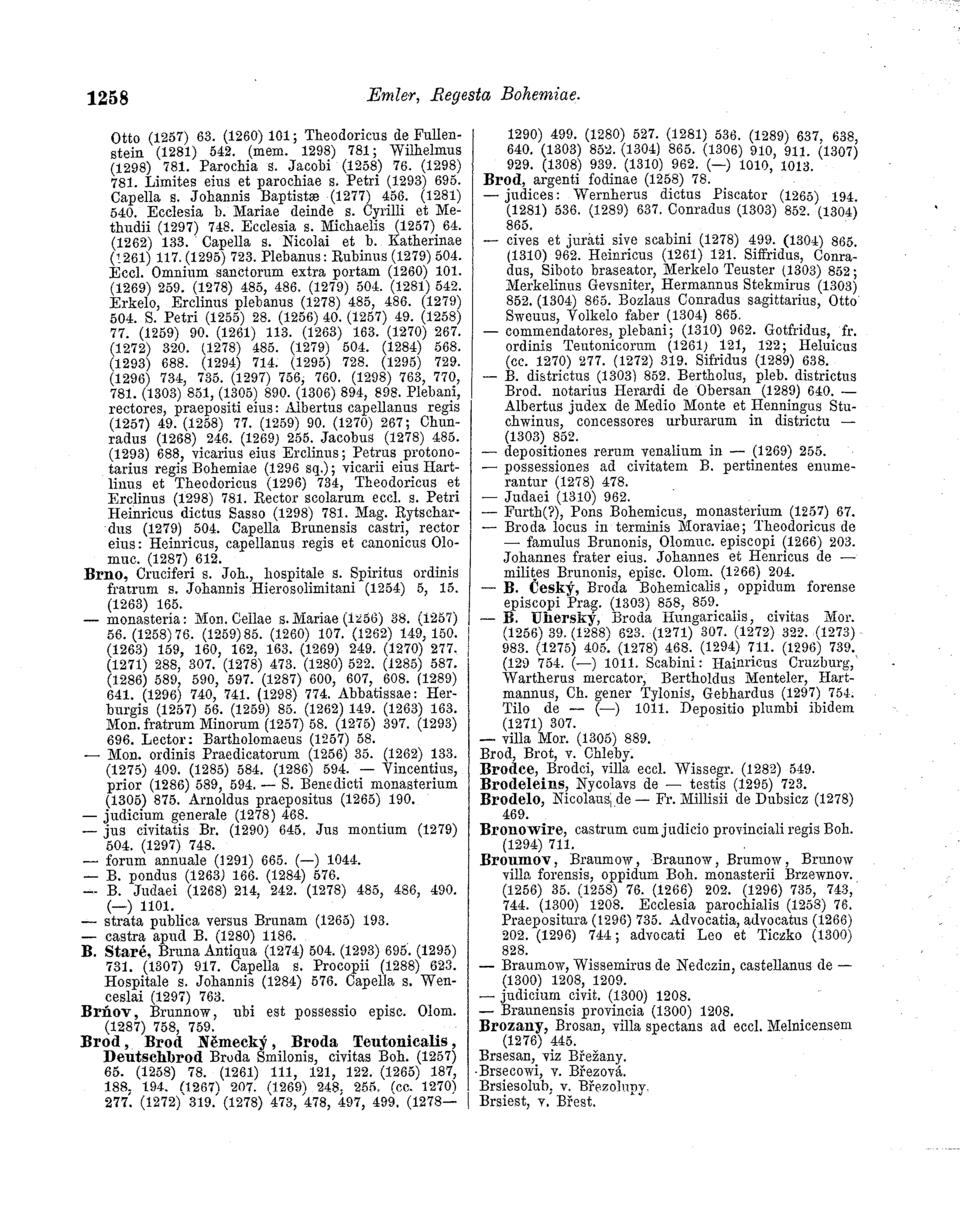 1258
Emler, Regesta Bohemiae.
Otto (1257) 63. (1260) 101; Theodoricus de Fullen-
stein (1281) 542. (mem. 1298) 781; Wilhelmus
(1298) 781. Parochia s. Jacobi (1258) 76. (1298)
781. Limites eius et parochiae s. Petri (1293) 695.
Capella s. Johannis Baptistæ (1277) 456. (1281)
540. Ecclesia b. Mariae deinde s. Cyrilli et Me-
thudii (1297) 748. Ecclesia s. Michaelis (1257) 64.
(1262) 133. Capella s. Nicolai et b. Katherinae
(1261) 117. (1295) 723. Plebanus: Rubinus (1279) 504.
Eccl. Omnium sanctorum extra portam (1260) 101.
(1269) 259. (1278) 485, 486. (1279) 504. (1281) 542.
Erkelo, Erclinus plebanus (1278) 485, 486. (1279)
504. S. Petri (1255) 28. (1256) 40. (1257) 49. (1258)
77. (1259) 90. (1261) 113. (1263) 163. (1270) 267.
(1272) 320. (1278) 485. (1279) 504. (1284) 568.
(1293) 688. (1294) 714. (1295) 728. (1295) 729.
(1296) 734, 735. (1297) 756, 760. (1298) 763, 770,
781. (1303) 851, (1305) 890. (1306) 894, 898. Plebani,
rectores, praepositi eius: Albertus capellanus regis
(1257) 49. (1258) 77. (1259) 90. (1270) 267; Chun-
radus (1268) 246. (1269) 255. Jacobus (1278) 485.
(1293) 688, vicarius eius Erclinus; Petrus protono-
tarius regis Bohemiae (1296 sq.); vicarii eius Hart-
linus et Theodoricus (1296) 734, Theodoricus et
Erclinus (1298) 781. Rector scolarum eccl. s. Petri
Heinricus dictus Sasso (1298) 781. Mag. Rytschar-
dus (1279) 504. Capella Brunensis castri, rector
eius: Heinricus, capellanus regis et canonicus Olo-
muc. (1287) 612.
Brno, Cruciferi s. Joh., hospitale s. Spiritus ordinis
fratrum s. Johannis Hierosolimitani (1254) 5, 15.
(1263) 165.
— monasteria: Mon. Cellae s. Mariae (1256) 38. (1257)
56. (1258) 76. (1259) 85. (1260) 107. (1262) 149, 150.
(1263) 159, 160, 162, 163. (1269) 249. (1270) 277.
(1271) 288, 307. (1278) 473. (1280) 522. (1285) 587.
(1286) 589, 590, 597. (1287) 600, 607, 608. (1289)
641. (1296) 740, 741. (1298) 774. Abbatissae: Her-
burgis (1257) 56. (1259) 85. (1262) 149. (1263) 163.
Mon. fratrum Minorum (1257) 58. (1275) 397. (1293)
696. Lector: Bartholomaeus (1257) 58.
— Mon. ordinis Praedicatorum (1256) 35. (1262) 133.
(1275) 409. (1285) 584. (1286) 594. — Vincentius,
prior (1286) 589, 594. — S. Benedicti monasterium
(1305) 875. Arnoldus praepositus (1265) 190.
— judicium generale (1278) 468.
— jus civitatis Br. (1290) 645. Jus montium (1279)
504. (1297) 748.
— forum annuale (1291) 665. (—) 1044.
— B. pondus (1263) 166. (1284) 576.
— B. Judaei (1268) 214, 242. (1278) 485, 486, 490.
(—) 1101.
— strata publica versus Brunam (1265) 193.
— castra apud B. (1280) 1186.
B. Staré, Bruna Antiqua (1274) 504. (1293) 695. (1295)
731. (1307) 917. Capella s. Procopii (1288) 623.
Hospitale s. Johannis (1284) 576. Capella s. Wen-
ceslai (1297) 763.
Brňov, Brunnow, ubi est possessio episc. Olom.
(1287) 758, 759.
Brod, Brod Německý, Broda Teutonicalis,
Deutschbrod Broda Smilonis, civitas Boh. (1257)
65. (1258) 78. (1261) 111, 121, 122. (1265) 187,
188, 194. (1267) 207. (1269) 248, 255. (cc. 1270)
277. (1272) 319. (1278) 473, 478, 497, 499. (1278—
1290) 499. (1280) 527. (1281) 536. (1289) 637, 638,
640. (1303) 852. (1304) 865. (1306) 910, 911. (1307)
929. (1308) 939. (1310) 962. (—) 1010, 1013.
Brod, argenti fodinae (1258) 78.
— judices: Wernherus dictus Piscator (1265) 194.
(1281) 536. (1289) 637. Conradus (1303) 852. (1304)
865.
— cives et jurati sive scabini (1278) 499. (1304) 865.
(1310) 962. Heinricus (1261) 121. Siffridus, Conra-
dus, Siboto braseator, Merkelo Teuster (1303) 852;
Merkelinus Gevsniter, Hermannus Stekmirus (1303)
852. (1304) 865. Bozlaus Conradus sagittarius, Otto
Sweuus, Volkelo faber (1304) 865.
— commendatores, plebani; (1310) 962. Gotfridus, fr.
ordinis Teutonicorum (1261) 121, 122; Heluicus
(cc. 1270) 277. (1272) 319. Sifridus (1289) 638.
— B. districtus (1303) 852. Bertholus, pleb. districtus
Brod. notarius Herardi de Obersan (1289) 640. —
Albertus judex de Medio Monte et Henningus Stu-
chwinus, concessores urburarum in districtu —
(1303) 852.
— depositiones rerum venalium in — (1269) 255.
— possessiones ad civitatem B. pertinentes enume-
rantur (1278) 478.
— Judaei (1310) 962.
— Furth(?), Pons Bohemicus, monasterium (1257) 67.
— Broda locus in terminis Moraviae; Theodoricus de
— famulus Brunonis, Olomuc. episcopi (1266) 203.
Johannes frater eius. Johannes et Henricus de —
milites Brunonis, episc. Olom. (1266) 204.
— B. Český, Broda Bohemicalis, oppidum forense
episcopi Prag. (1303) 858, 859.
— B. Uherský, Broda Hungaricalis, civitas Mor.
(1256) 39. (1288) 623. (1271) 307. (1272) 322. (1273)
983. (1275) 405. (1278) 468. (1294) 711. (1296) 739.
(129 754. (—) 1011. Scabini: Hainricus Cruzburg,
Wartherus mercator, Bertholdus Menteler, Hart-
mannus, Ch. gener Tylonis, Gebhardus (1297) 754.
Tilo de — (—) 1011. Depositio plumbi ibidem
(1271) 307.
— villa Mor. (1305) 889.
Brod, Brot, v. Chleby.
Brodce, Brodci, villa eccl. Wissegr. (1282) 549.
Brodeleins, Nycolavs de — testis (1295) 723.
Brodelo, Nicolaus de — Fr. Millisii de Dubsicz (1278)
469.
Bronowire, castrum cum judicio provinciali regis Boh.
(1294) 711.
Broumov, Braumow, Braunow, Brumow, Brunow
villa forensis, oppidum Boh. monasterii Brzewnov.
(1256) 35. (1258) 76. (1266) 202. (1296) 735, 743,
744. (1300) 1208. Ecclesia parochialis (1258) 76.
Praepositura (1296) 735. Advocatia, advocatus (1266)
202. (1296) 744; advocati Leo et Ticzko (1300)
828.
— Braumow, Wissemirus de Nedczin, castellanus de —
(1300) 1208, 1209.
— judicium civit. (1300) 1208.
— Braunensis provincia (1300) 1208.
Brozany, Brosan, villa spectans ad eccl. Melnicensem
(1276) 445.
Brsesan, viz Břežany.
Brsecowi, v. Březová.
Brsiesolub, v. Březolupy.
Brsiest, v. Břest.